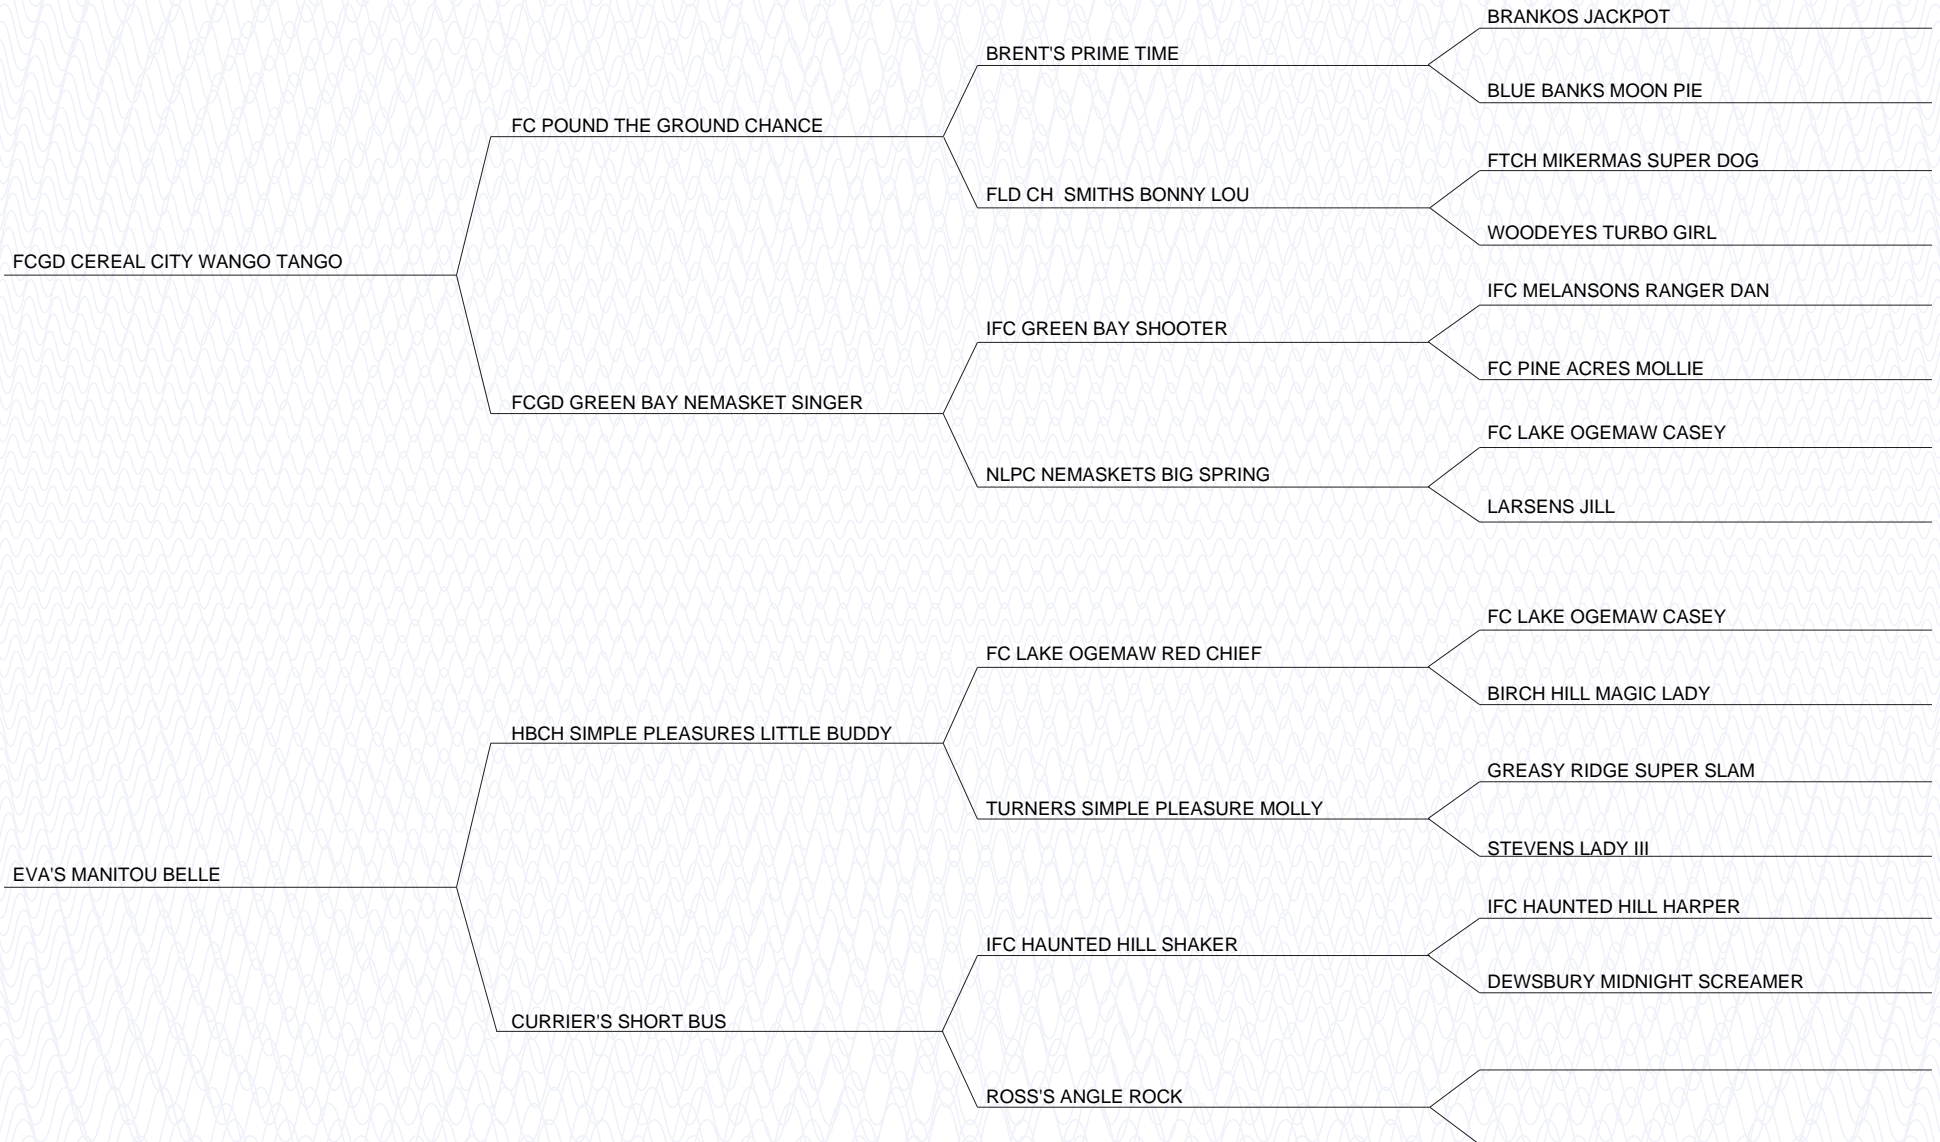 BRANKOS JACKPOT
BRENT'S PRIME TIME
BLUE BANKS MOON PIE
FC POUND THE GROUND CHANCE
FTCH MIKERMAS SUPER DOG
FLD CH  SMITHS BONNY LOU
WOODEYES TURBO GIRL
FCGD CEREAL CITY WANGO TANGO
IFC MELANSONS RANGER DAN
IFC GREEN BAY SHOOTER
FC PINE ACRES MOLLIE
FCGD GREEN BAY NEMASKET SINGER
FC LAKE OGEMAW CASEY
NLPC NEMASKETS BIG SPRING
LARSENS JILL
FC LAKE OGEMAW CASEY
FC LAKE OGEMAW RED CHIEF
BIRCH HILL MAGIC LADY
HBCH SIMPLE PLEASURES LITTLE BUDDY
GREASY RIDGE SUPER SLAM
TURNERS SIMPLE PLEASURE MOLLY
STEVENS LADY III
EVA'S MANITOU BELLE
IFC HAUNTED HILL HARPER
IFC HAUNTED HILL SHAKER
DEWSBURY MIDNIGHT SCREAMER
CURRIER'S SHORT BUS
ROSS'S ANGLE ROCK